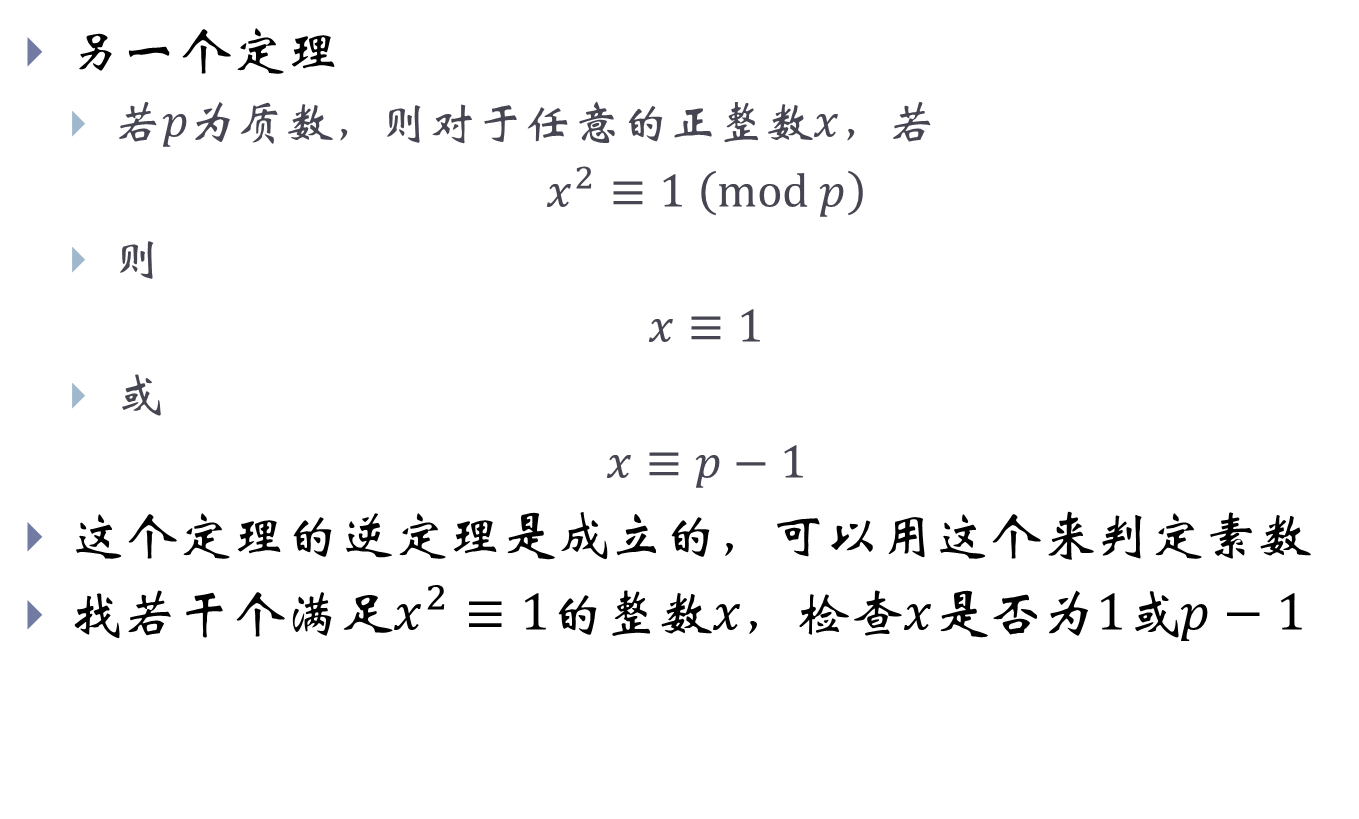 另一个定理
若p为质数，则对于任意的正整数x，若
x² ≡ 1 (mod p)
则
x ≡ 1
或
x ≡ p − 1
这个定理的逆定理是成立的，可以用这个来判定素数
找若干个满足x² ≡ 1的整数x，检查x是否为1或p − 1